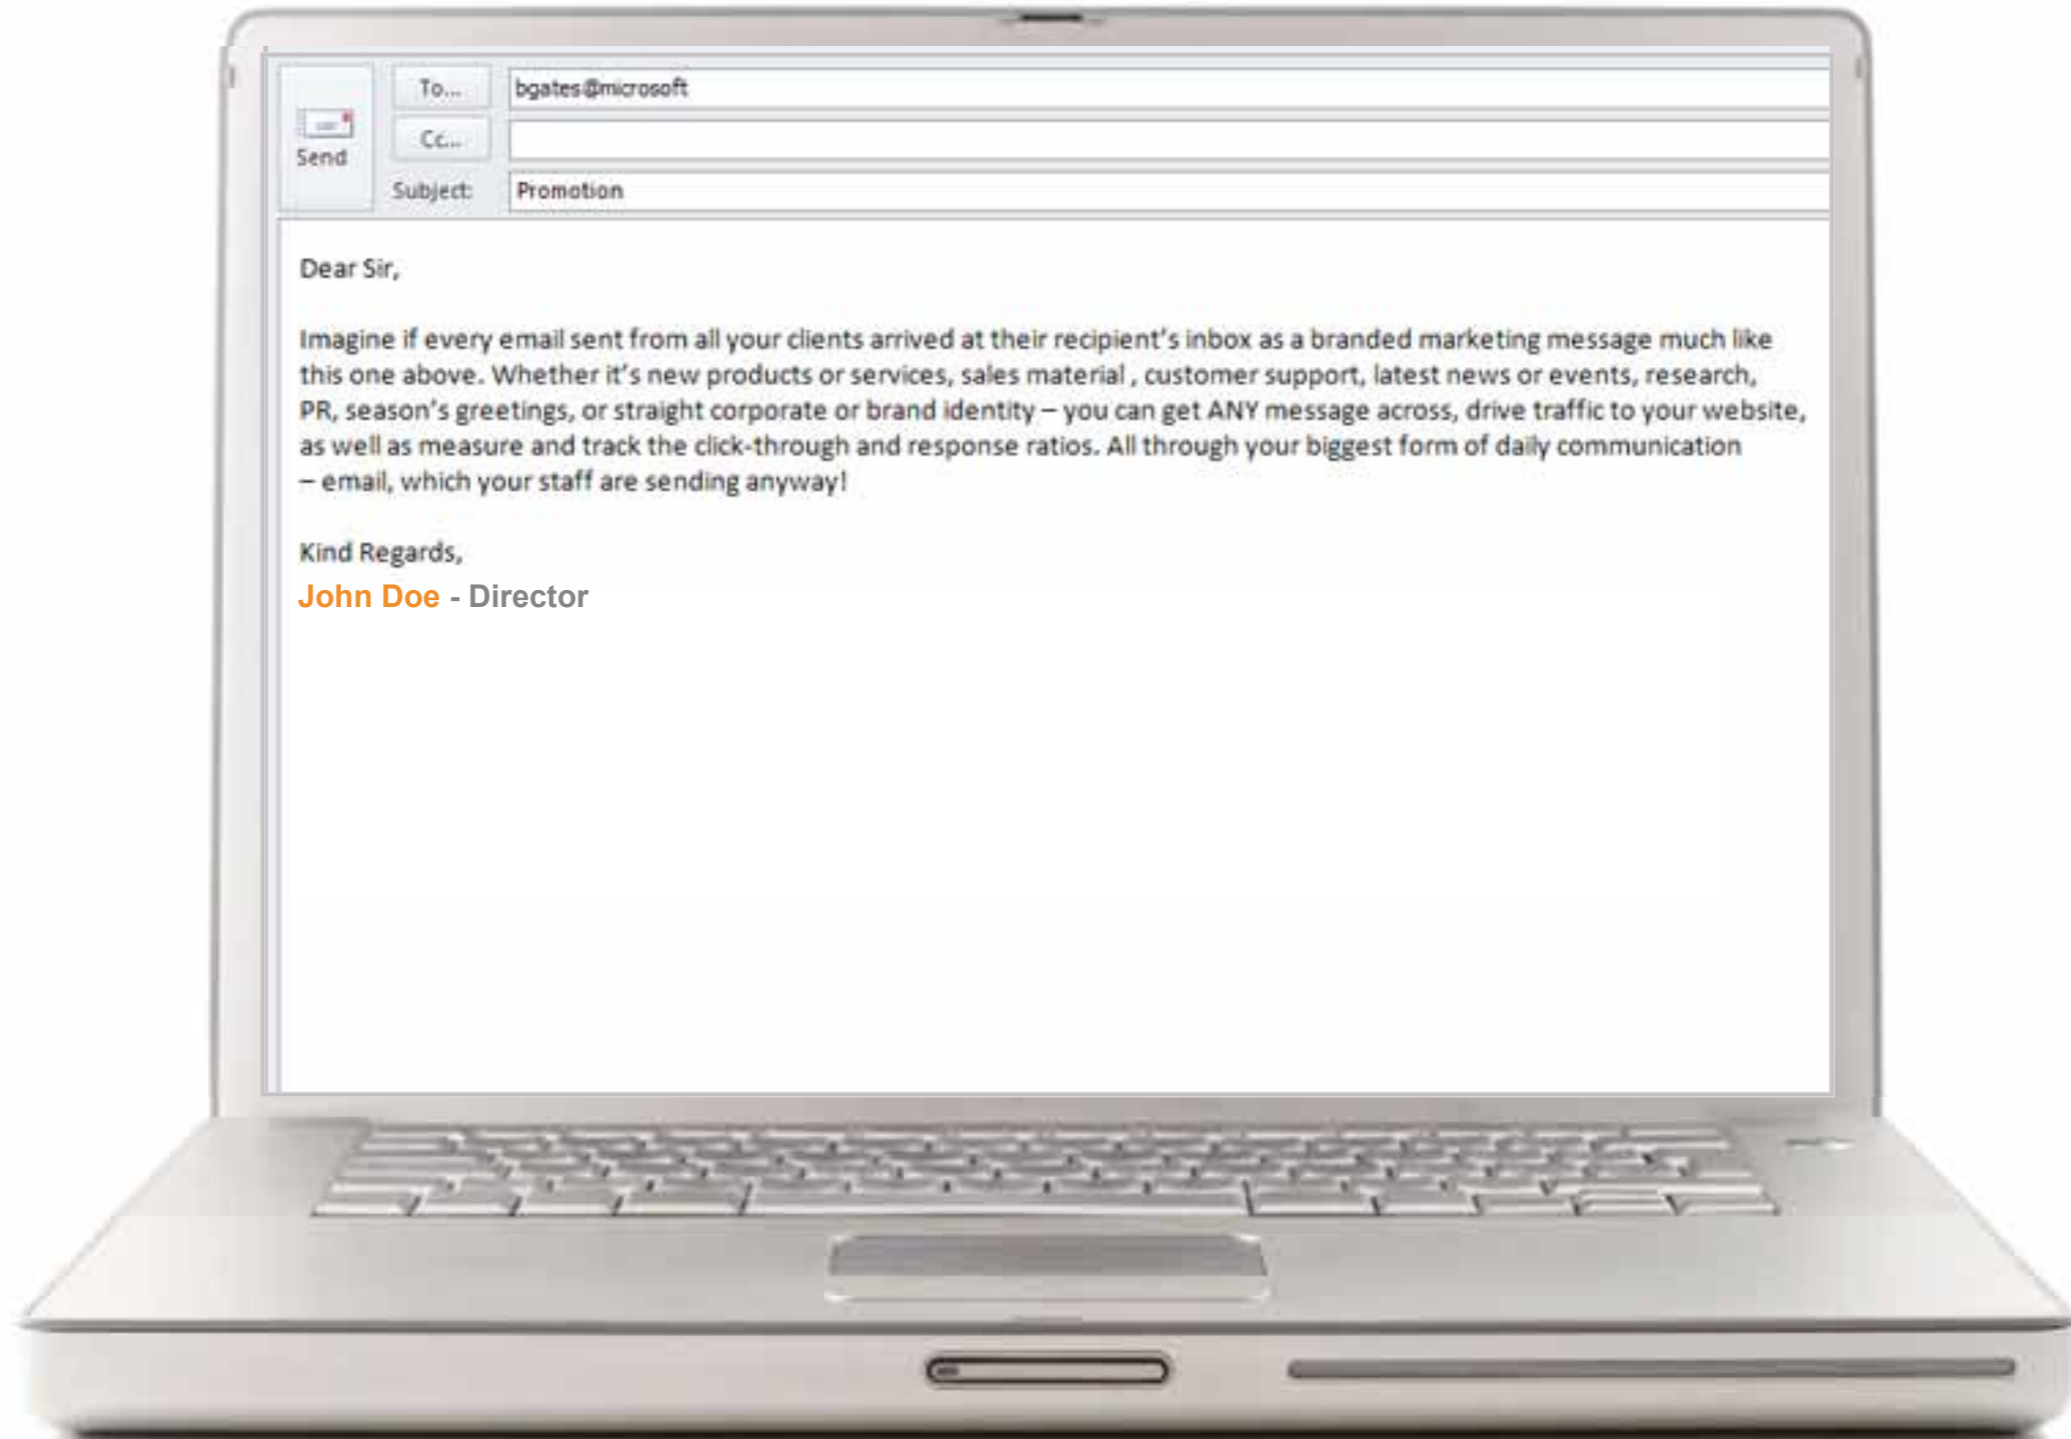 To...
bgates@microsoft
Cc...
Send
Subject:
Promotion
Dear Sir,
Imagine if every email sent from all your clients arrived at their recipient's inbox as a branded marketing message much like
this one above. Whether it's new products or services, sales material , customer support, latest news or events, research,
PR, season's greetings, or straight corporate or brand identity – you can get ANY message across, drive traffic to your website,
as well as measure and track the click-through and response ratios. All through your biggest form of daily communication
– email, which your staff are sending anyway!
Kind Regards,
John Doe - Director